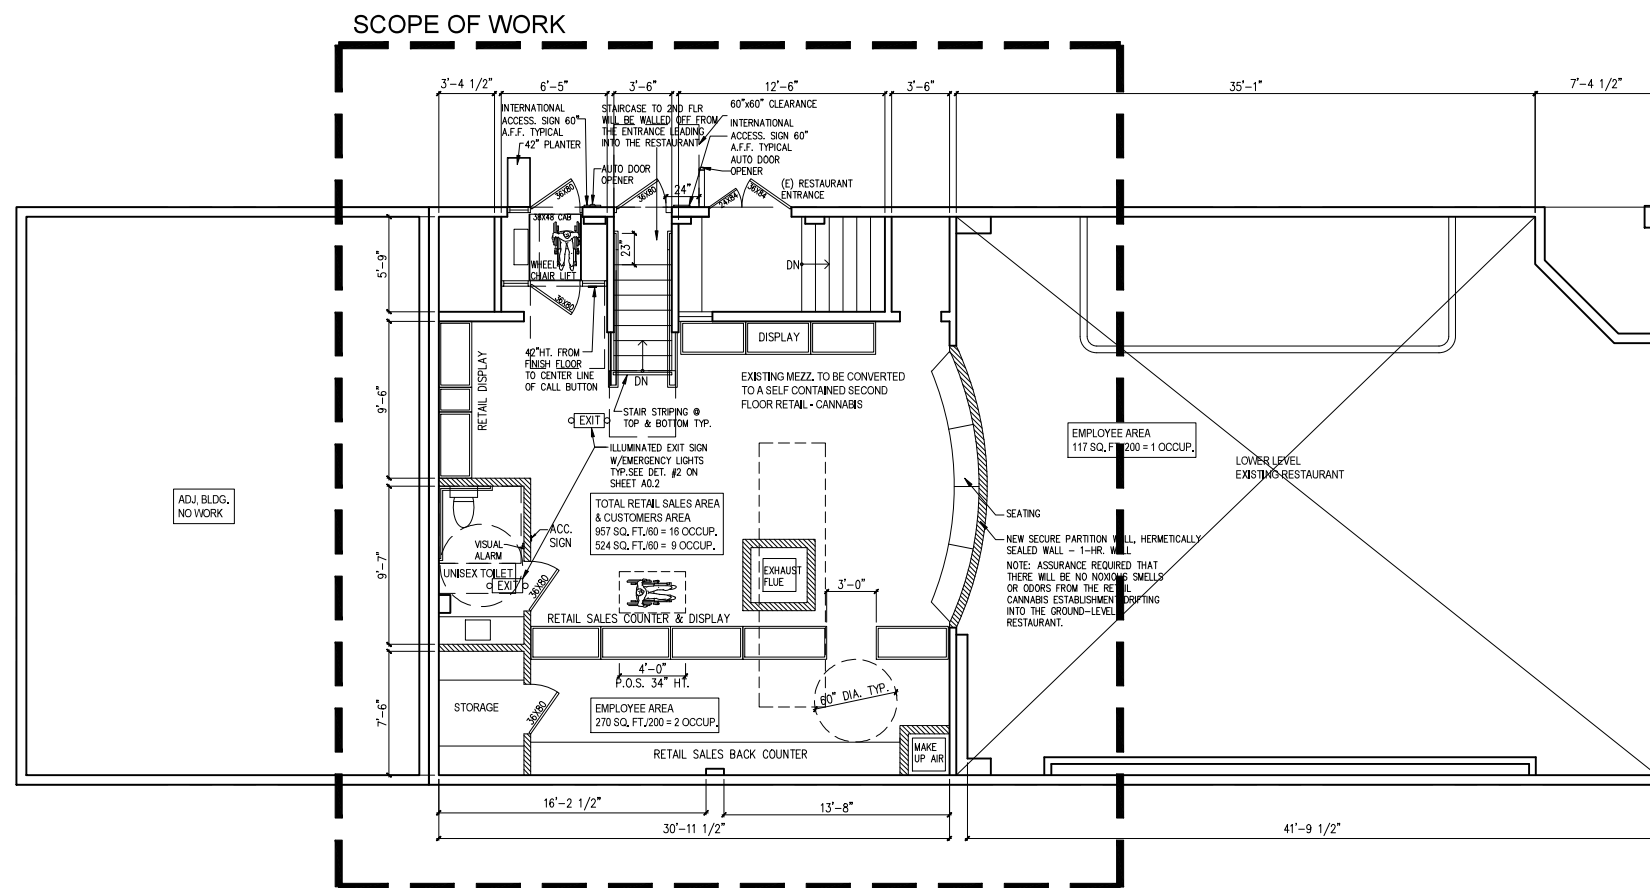 SCOPE OF WORK
3'-4 1/2"
6'-5"
3'-6"
12'-6"
3'-6"
35'-1"
7'-4 1/2"
INTERNATIONAL
ACCESS. SIGN 60"
A.F.F. TYPICAL
42" PLANTER
STAIRCASE TO 2ND FLR
WILL BE WALLED OFF FROM
THE ENTRANCE LEADING
INTO THE RESTAURANT
60"x60" CLEARANCE
INTERNATIONAL
ACCESS. SIGN 60"
A.F.F. TYPICAL
AUTO DOOR
OPENER
AUTO DOOR
OPENER
(E) RESTAURANT
ENTRANCE
36X80
36X80
24"
24X84
36X84
CAB
23"
WHEEL
CHAIR LIFT
36X80
DN
5'-9"
9'-6"
9'-7"
7'-6"
RETAIL DISPLAY
42"HT. FROM
FINISH FLOOR
TO CENTER LINE
OF CALL BUTTON
DN
DISPLAY
EXISTING MEZZ. TO BE CONVERTED
TO A SELF CONTAINED SECOND
FLOOR RETAIL - CANNABIS
STAIR STRIPING @
TOP & BOTTOM TYP.
EXIT
ILLUMINATED EXIT SIGN
W/EMERGENCY LIGHTS
TYP.SEE DET. #2 ON
SHEET A0.2
EMPLOYEE AREA
117 SQ. FT./200 = 1 OCCUP.
LOWER LEVEL
EXISTING RESTAURANT
ADJ. BLDG.
NO WORK
TOTAL RETAIL SALES AREA
& CUSTOMERS AREA
957 SQ. FT./60 = 16 OCCUP.
524 SQ. FT./60 = 9 OCCUP.
SEATING
ACC.
SIGN
VISUAL
ALARM
UNISEX TOILET
EXIT
36X80
EXHAUST
FLUE
3'-0"
NEW SECURE PARTITION WALL, HERMETICALLY
SEALED WALL - 1-HR. WALL
NOTE: ASSURANCE REQUIRED THAT
THERE WILL BE NO NOXIOUS SMELLS
OR ODORS FROM THE RETAIL
CANNABIS ESTABLISHMENT DRIFTING
INTO THE GROUND-LEVEL
RESTAURANT.
RETAIL SALES COUNTER & DISPLAY
4'-0"
P.O.S. 34" HT.
60" DIA. TYP.
STORAGE
36X80
EMPLOYEE AREA
270 SQ. FT./200 = 2 OCCUP.
RETAIL SALES BACK COUNTER
MAKE
UP AIR
16'-2 1/2"
13'-8"
30'-11 1/2"
41'-9 1/2"